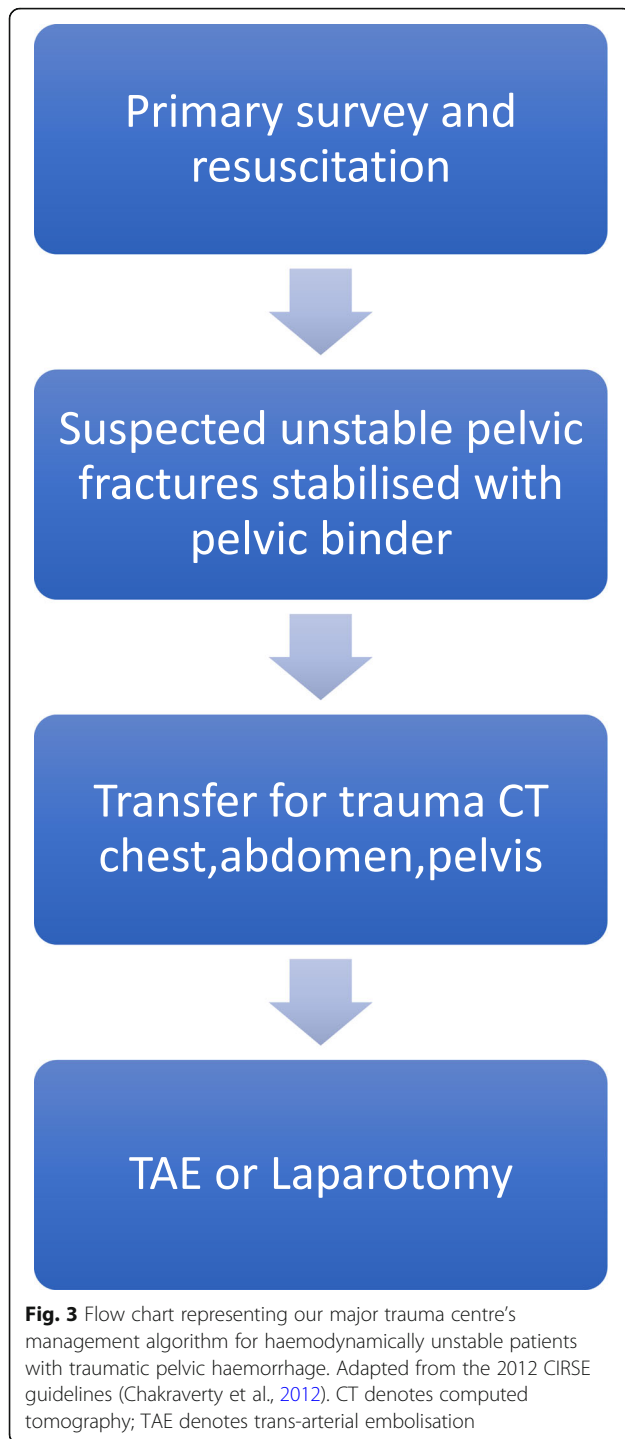 Primary survey and
resuscitation
Suspected unstable pelvic
fractures stabilised with
pelvic binder
Transfer for trauma CT
chest,abdomen,pelvis
TAE or Laparotomy
Fig. 3 Flow chart representing our major trauma centre's
management algorithm for haemodynamically unstable patients
with traumatic pelvic haemorrhage. Adapted from the 2012 CIRSE
guidelines (Chakraverty et al., 2012). CT denotes computed
tomography; TAE denotes trans-arterial embolisation